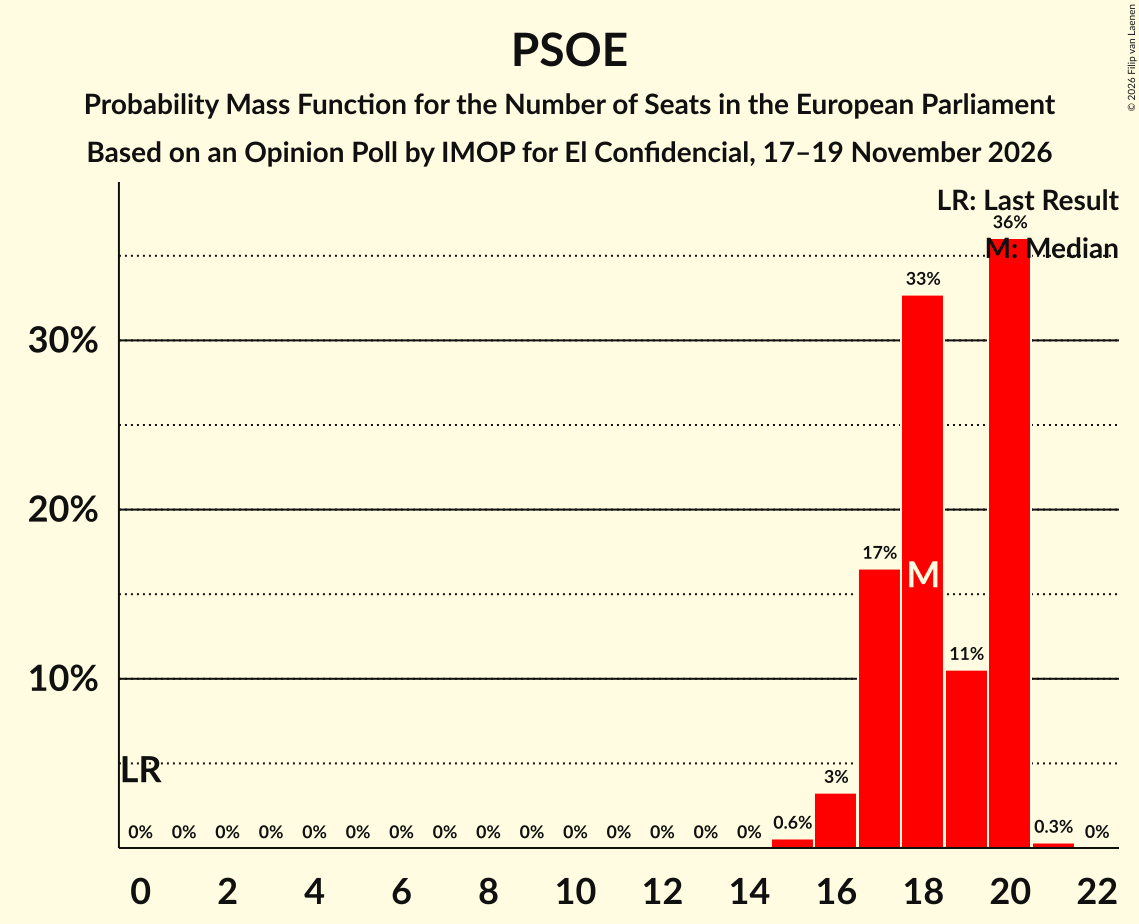 © 2026 Filip van Laenen
PSOE
Probability Mass Function for the Number of Seats in the European Parliament
Based on an Opinion Poll by IMOP for El Confidencial, 17–19 November 2026
LR: Last Result
M: Median
36%
33%
30%
20%
17%
M
11%
10%
LR
3%
0.6%
0.3%
0% 0% 0% 0% 0% 0% 0% 0% 0% 0% 0% 0% 0% 0% 0% 0%
0 2 4 6 8 10 12 14 16 18 20 22